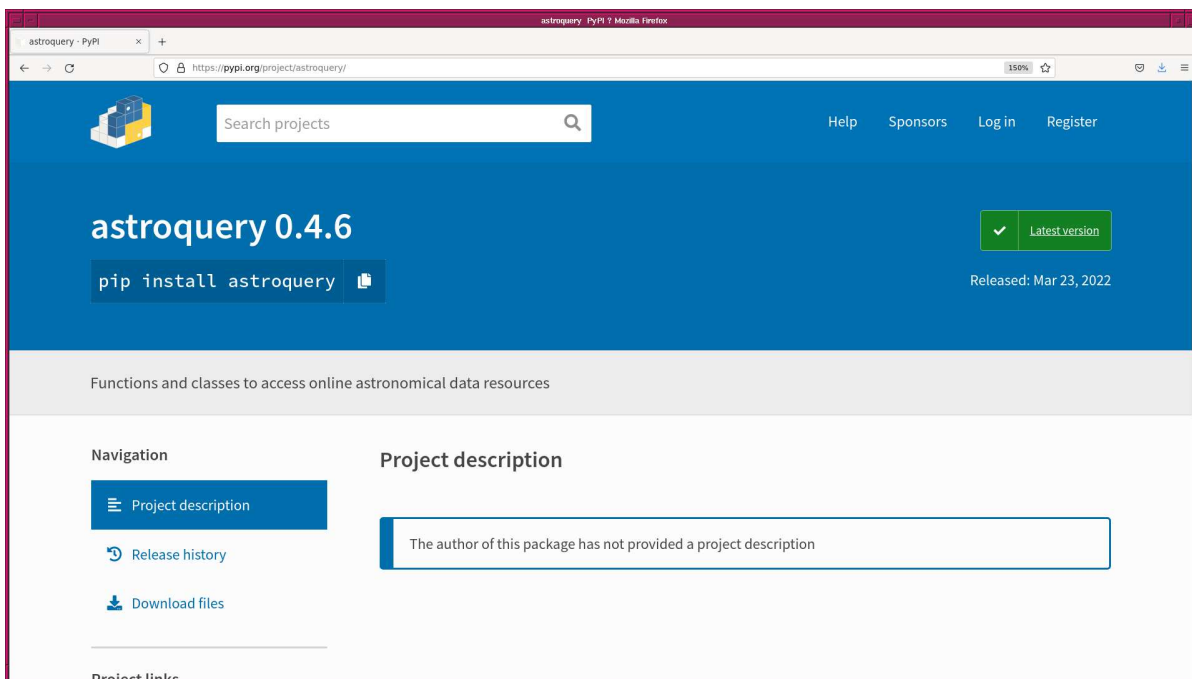 astroquery PyPI ? Mozilla Firefox
astroquery · PyPI × +
https://pypi.org/project/astroquery/ 150%
Search projects Help Sponsors Log in Register
astroquery 0.4.6
Latest version
pip install astroquery
Released: Mar 23, 2022
Functions and classes to access online astronomical data resources
Navigation
Project description
Release history
Download files
Project links
Project description
The author of this package has not provided a project description